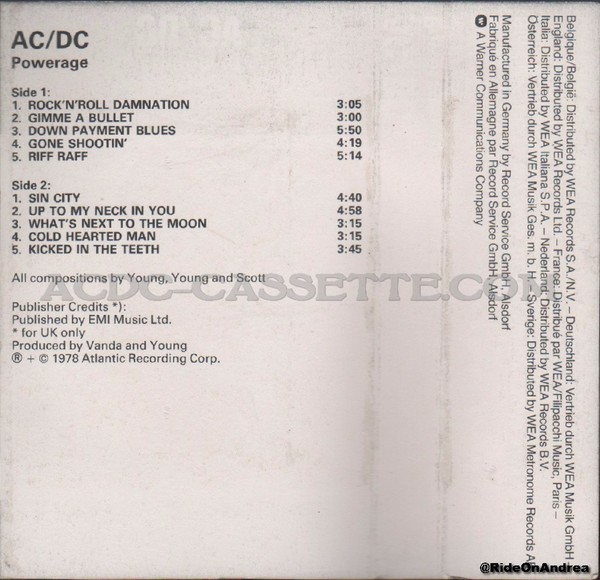 AC/DC
Powerage
Side 1:
1. ROCK'N'ROLL DAMNATION 3:05
2. GIMME A BULLET 3:00
3. DOWN PAYMENT BLUES 5:50
4. GONE SHOOTIN' 4:19
5. RIFF RAFF 5:14
Side 2:
1. SIN CITY 4:40
2. UP TO MY NECK IN YOU 4:58
3. WHAT'S NEXT TO THE MOON 3:15
4. COLD HEARTED MAN 3:15
5. KICKED IN THE TEETH 3:45
All compositions by Young, Young and Scott
ACDC-CASSETTE.COM
Publisher Credits *):
Published by EMI Music Ltd.
* for UK only
Produced by Vanda and Young
℗ + © 1978 Atlantic Recording Corp.
Belgique/België: Distributed by WEA Records S.A./N.V. – Deutschland: Vertrieb durch WEA Musik GmbH
England: Distributed by WEA Records Ltd. – France: Distribué par WEA/Filipacchi Music, Paris –
Italia: Distributed by WEA Italiana S.P.A. – Nederland: Distributed by WEA Records B.V.
Österreich: Vertrieb durch WEA Musik Ges. m. b. H. – Sverige: Distributed by WEA Metronome Records
Manufactured in Germany by Record Service GmbH, Alsdorf
Fabriqué en Allemagne par Record Service GmbH, Alsdorf
A Warner Communications Company
@RideOnAndrea